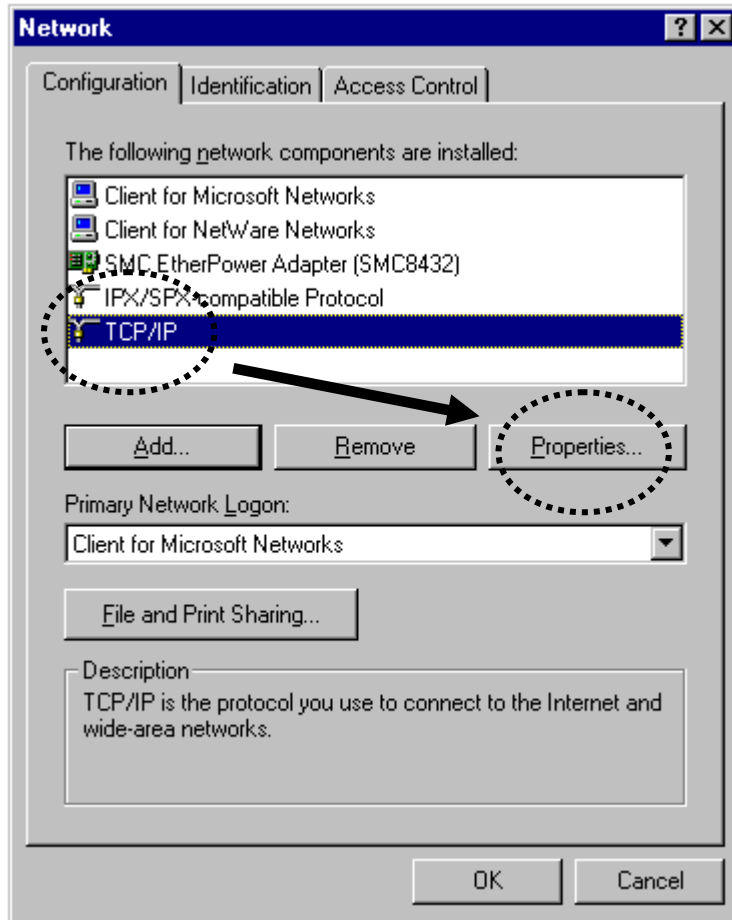 Network
Configuration Identification Access Control
The following network components are installed:
Client for Microsoft Networks
Client for NetWare Networks
SMC EtherPower Adapter (SMC8432)
IPX/SPX-compatible Protocol
TCP/IP
Add... Remove Properties...
Primary Network Logon:
Client for Microsoft Networks
File and Print Sharing...
Description
TCP/IP is the protocol you use to connect to the Internet and
wide-area networks.
OK Cancel